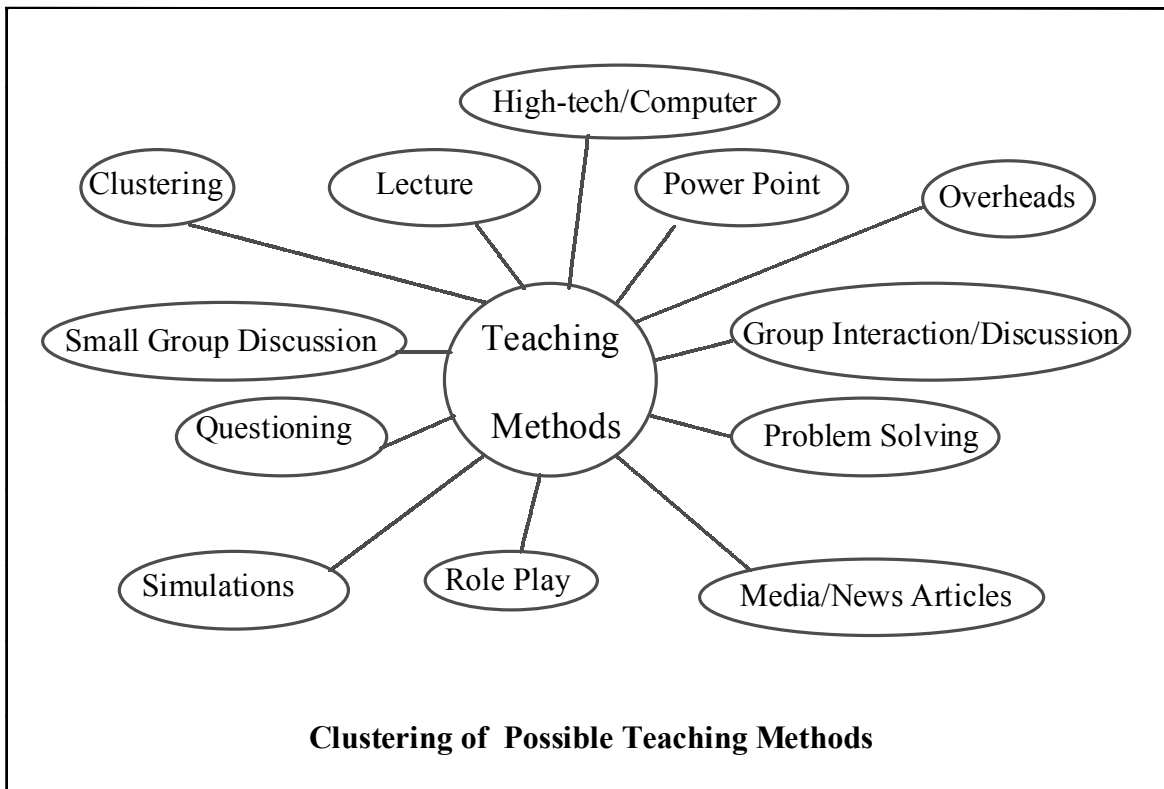 High-tech/Computer
Clustering
Lecture
Power Point
Overheads
Small Group Discussion
Teaching
Methods
Group Interaction/Discussion
Questioning
Problem Solving
Simulations
Role Play
Media/News Articles
Clustering of  Possible Teaching Methods